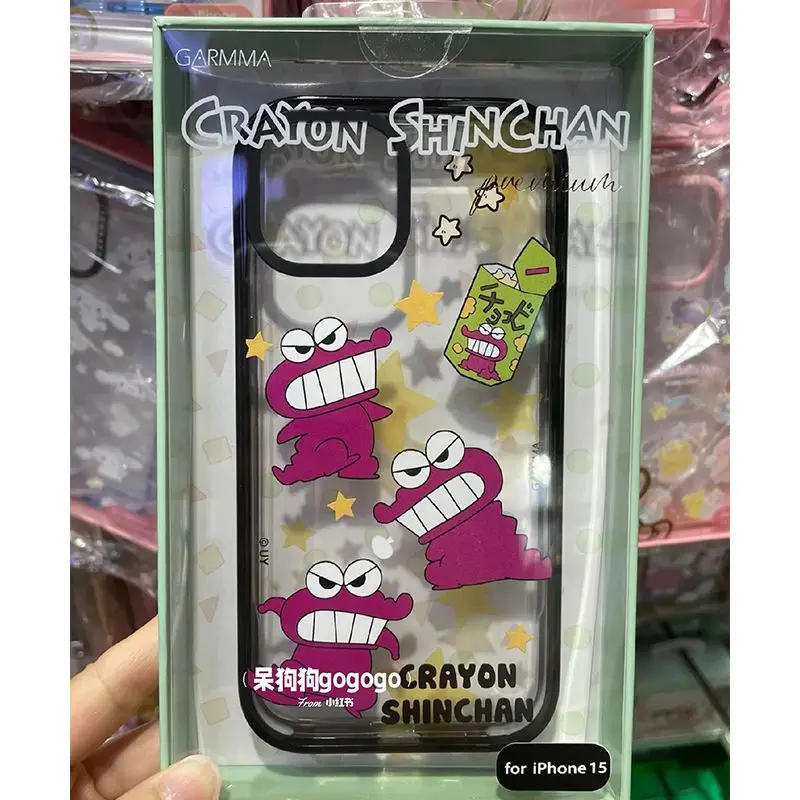 GARMMA
CRAYON SHINCHAN
premium
チョコビ
GARMMA
©UY
(呆狗狗gogogo)
From 小红书
CRAYON
SHINCHAN
for iPhone 15